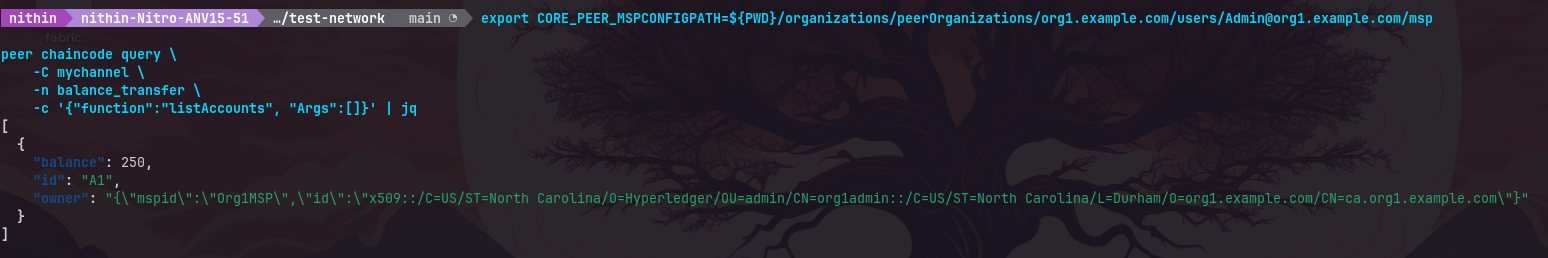 nithin nithin-Nitro-ANV15-51 …/test-network main export CORE_PEER_MSPCONFIGPATH=${PWD}/organizations/peerOrganizations/org1.example.com/users/Admin@org1.example.com/msp
fabric
peer chaincode query \
    -C mychannel \
    -n balance_transfer \
    -c '{"function":"listAccounts", "Args":[]}' | jq
[
  {
    "balance": 250,
    "id": "A1",
    "owner": "{\"mspid\":\"Org1MSP\",\"id\":\"x509::/C=US/ST=North Carolina/O=Hyperledger/OU=admin/CN=org1admin::/C=US/ST=North Carolina/L=Durham/O=org1.example.com/CN=ca.org1.example.com\"}"
  }
]